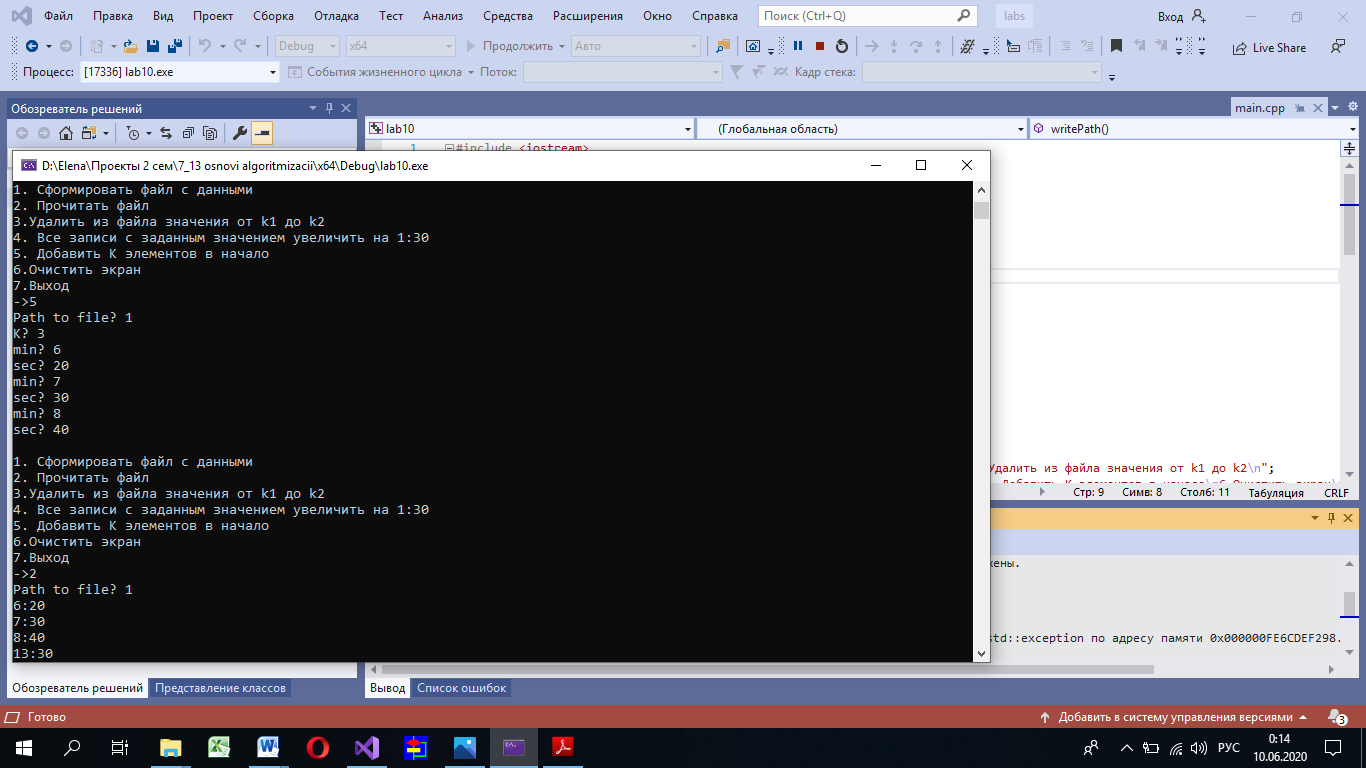 Файл Правка Вид Проект Сборка Отладка Тест Анализ Средства Расширения Окно Справка Поиск (Ctrl+Q) labs Вход
Debug x64 Продолжить Авто Live Share
Процесс: [17336] lab10.exe События жизненного цикла Поток: Кадр стека:
Обозреватель решений main.cpp
lab10 (Глобальная область) writePath()
1 #include <iostream>
D:\Elena\Проекты 2 сем\7_13 osnovi algoritmizacii\x64\Debug\lab10.exe
1. Сформировать файл с данными
2. Прочитать файл
3.Удалить из файла значения от k1 до k2
4. Все записи с заданным значением увеличить на 1:30
5. Добавить К элементов в начало
6.Очистить экран
7.Выход
->5
Path to file? 1
K? 3
min? 6
sec? 20
min? 7
sec? 30
min? 8
sec? 40
1. Сформировать файл с данными
2. Прочитать файл
3.Удалить из файла значения от k1 до k2
4. Все записи с заданным значением увеличить на 1:30
5. Добавить К элементов в начало
6.Очистить экран
7.Выход
->2
Path to file? 1
6:20
7:30
8:40
13:30
Удалить из файла значения от k1 до k2\n";
Стр: 9 Симв: 8 Столб: 11 Табуляция CRLF
жены.
std::exception по адресу памяти 0x000000FE6CDEF298.
Обозреватель решений Представление классов Вывод Список ошибок
Готово Добавить в систему управления версиями 3
РУС 0:14
10.06.2020